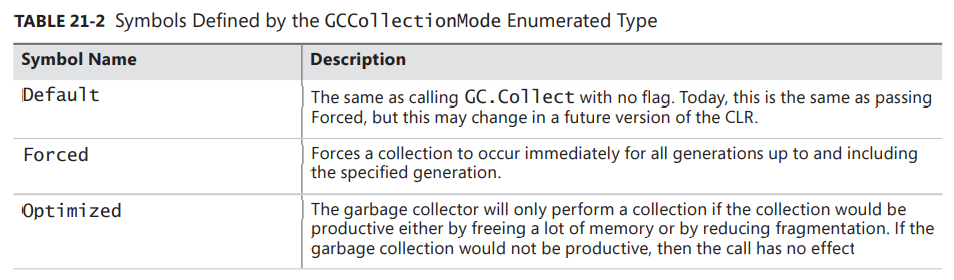 TABLE 21-2 Symbols Defined by the GCCollectionMode Enumerated Type
Symbol Name Description
Default The same as calling GC.Collect with no flag. Today, this is the same as passing
Forced, but this may change in a future version of the CLR.
Forced Forces a collection to occur immediately for all generations up to and including
the specified generation.
Optimized The garbage collector will only perform a collection if the collection would be
productive either by freeing a lot of memory or by reducing fragmentation. If the
garbage collection would not be productive, then the call has no effect